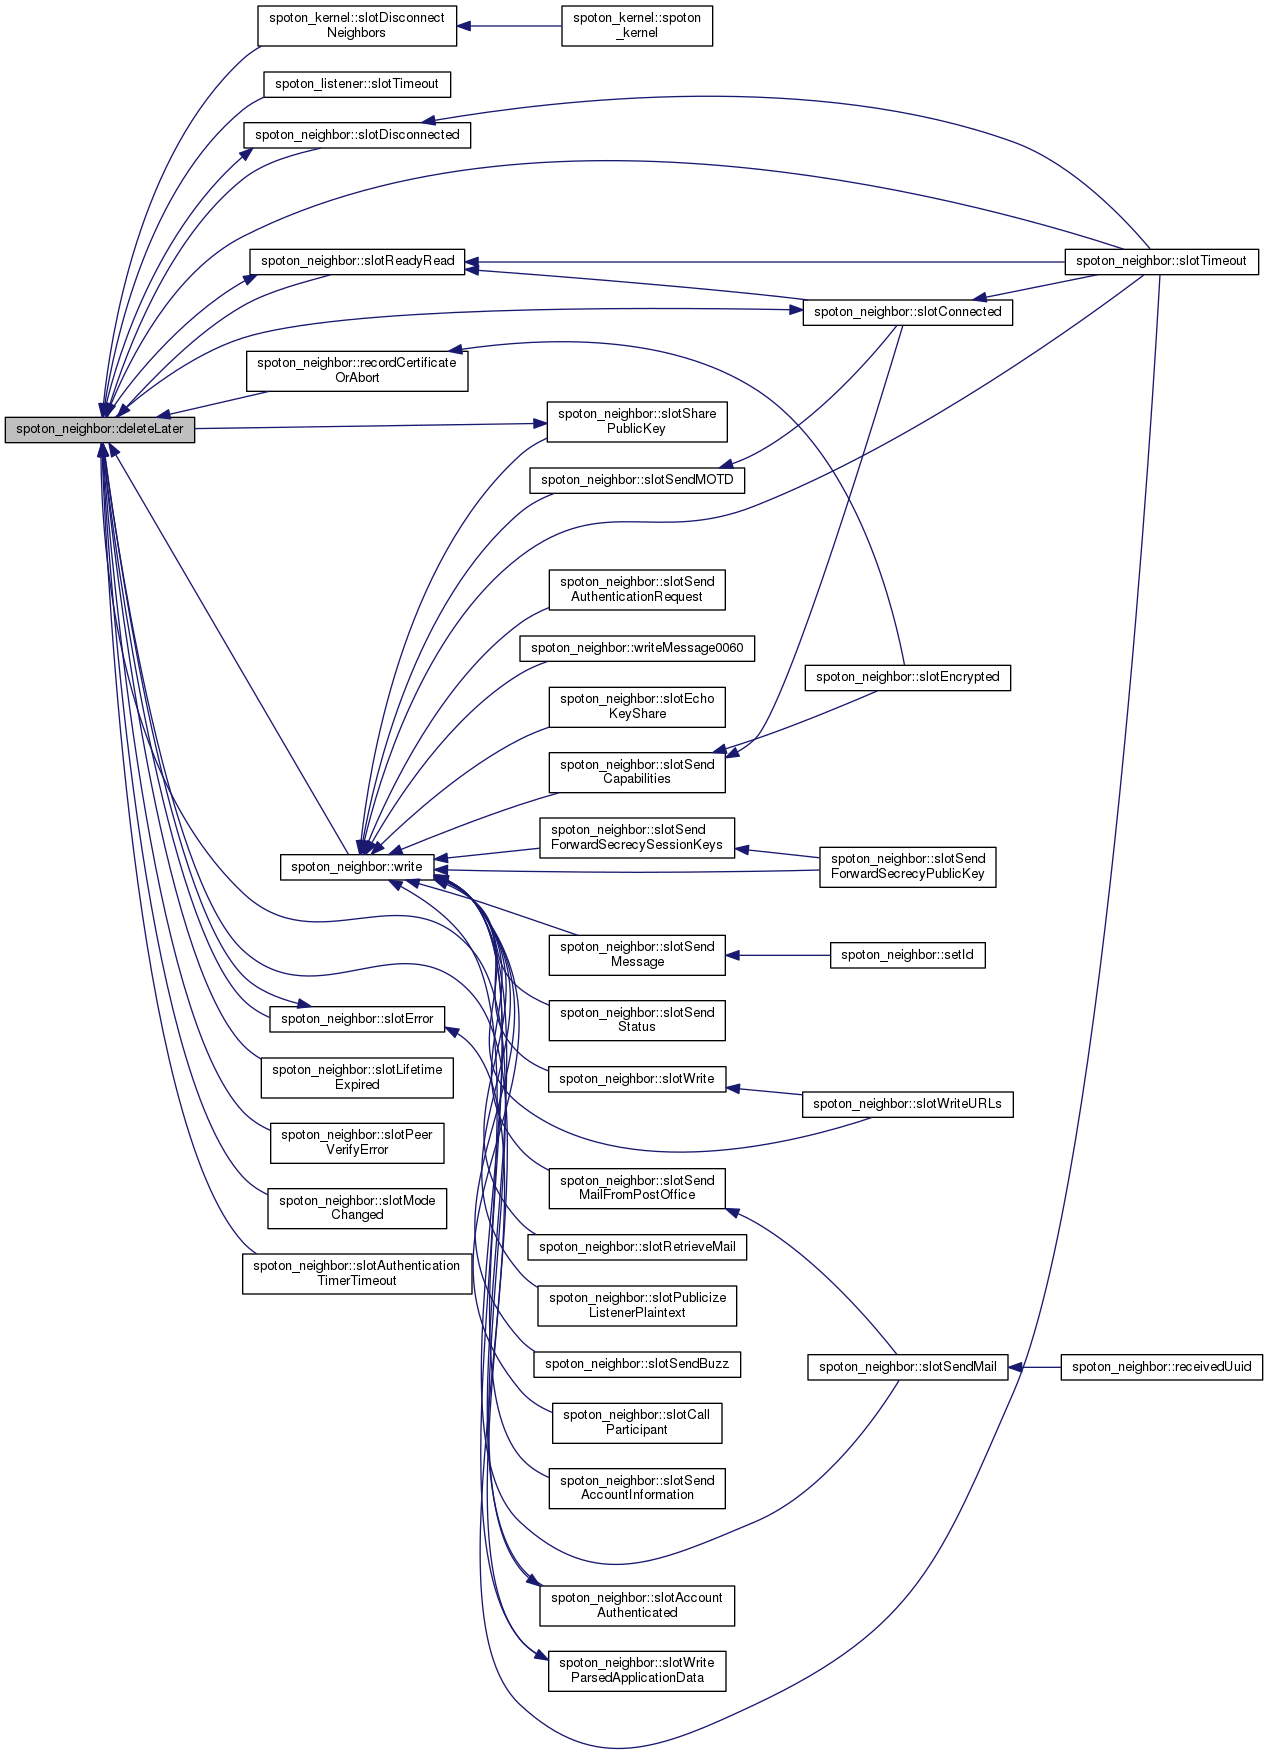 spoton_kernel::slotDisconnect
Neighbors
spoton_kernel::spoton
_kernel
spoton_listener::slotTimeout
spoton_neighbor::slotDisconnected
spoton_neighbor::slotReadyRead
spoton_neighbor::slotTimeout
spoton_neighbor::slotConnected
spoton_neighbor::recordCertificate
OrAbort
spoton_neighbor::deleteLater
spoton_neighbor::slotShare
PublicKey
spoton_neighbor::slotSendMOTD
spoton_neighbor::slotSend
AuthenticationRequest
spoton_neighbor::writeMessage0060
spoton_neighbor::slotEncrypted
spoton_neighbor::slotEcho
KeyShare
spoton_neighbor::slotSend
Capabilities
spoton_neighbor::slotSend
ForwardSecrecySessionKeys
spoton_neighbor::write
spoton_neighbor::slotSend
ForwardSecrecyPublicKey
spoton_neighbor::slotSend
Message
spoton_neighbor::setId
spoton_neighbor::slotError
spoton_neighbor::slotSend
Status
spoton_neighbor::slotLifetime
Expired
spoton_neighbor::slotWrite
spoton_neighbor::slotWriteURLs
spoton_neighbor::slotPeer
VerifyError
spoton_neighbor::slotSend
MailFromPostOffice
spoton_neighbor::slotMode
Changed
spoton_neighbor::slotRetrieveMail
spoton_neighbor::slotAuthentication
TimerTimeout
spoton_neighbor::slotPublicize
ListenerPlaintext
spoton_neighbor::slotSendBuzz
spoton_neighbor::slotSendMail
spoton_neighbor::receivedUuid
spoton_neighbor::slotCall
Participant
spoton_neighbor::slotSend
AccountInformation
spoton_neighbor::slotAccount
Authenticated
spoton_neighbor::slotWrite
ParsedApplicationData